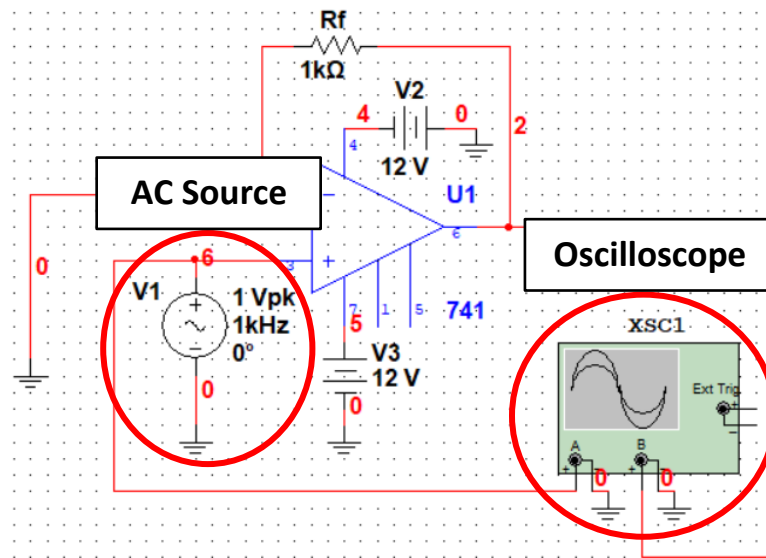 Rf
1kΩ
V2
4
0
2
4
12 V
AC Source
U1
6
Oscilloscope
0
6
3
V1
1 Vpk
1kHz
0°
7
1
5
741
5
V3
12 V
0
0
XSC1
Ext Trig
A
B
0
0